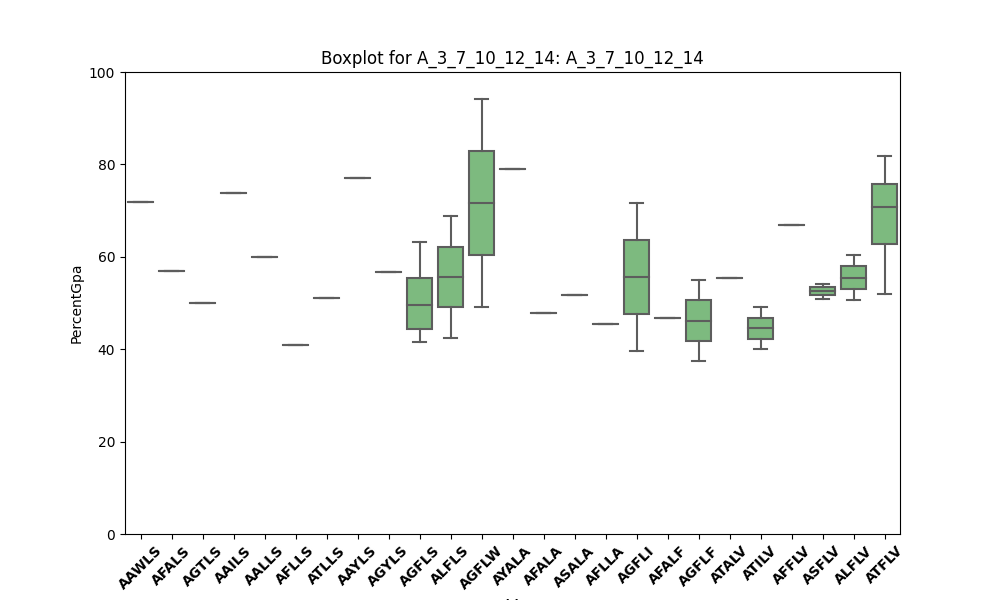 Boxplot for A_3_7_10_12_14: A_3_7_10_12_14
PercentGpa
100
80
60
40
20
0
AAWLS
AFALS
AGTLS
AAILS
AALLS
AFLLS
ATLLS
AAYLS
AGYLS
AGFLS
ALFLS
AGFLW
AYALA
AFALA
ASALA
AFLLA
AGFLI
AFALF
AGFLF
ATALV
ATILV
AFFLV
ASFLV
ALFLV
ATFLV